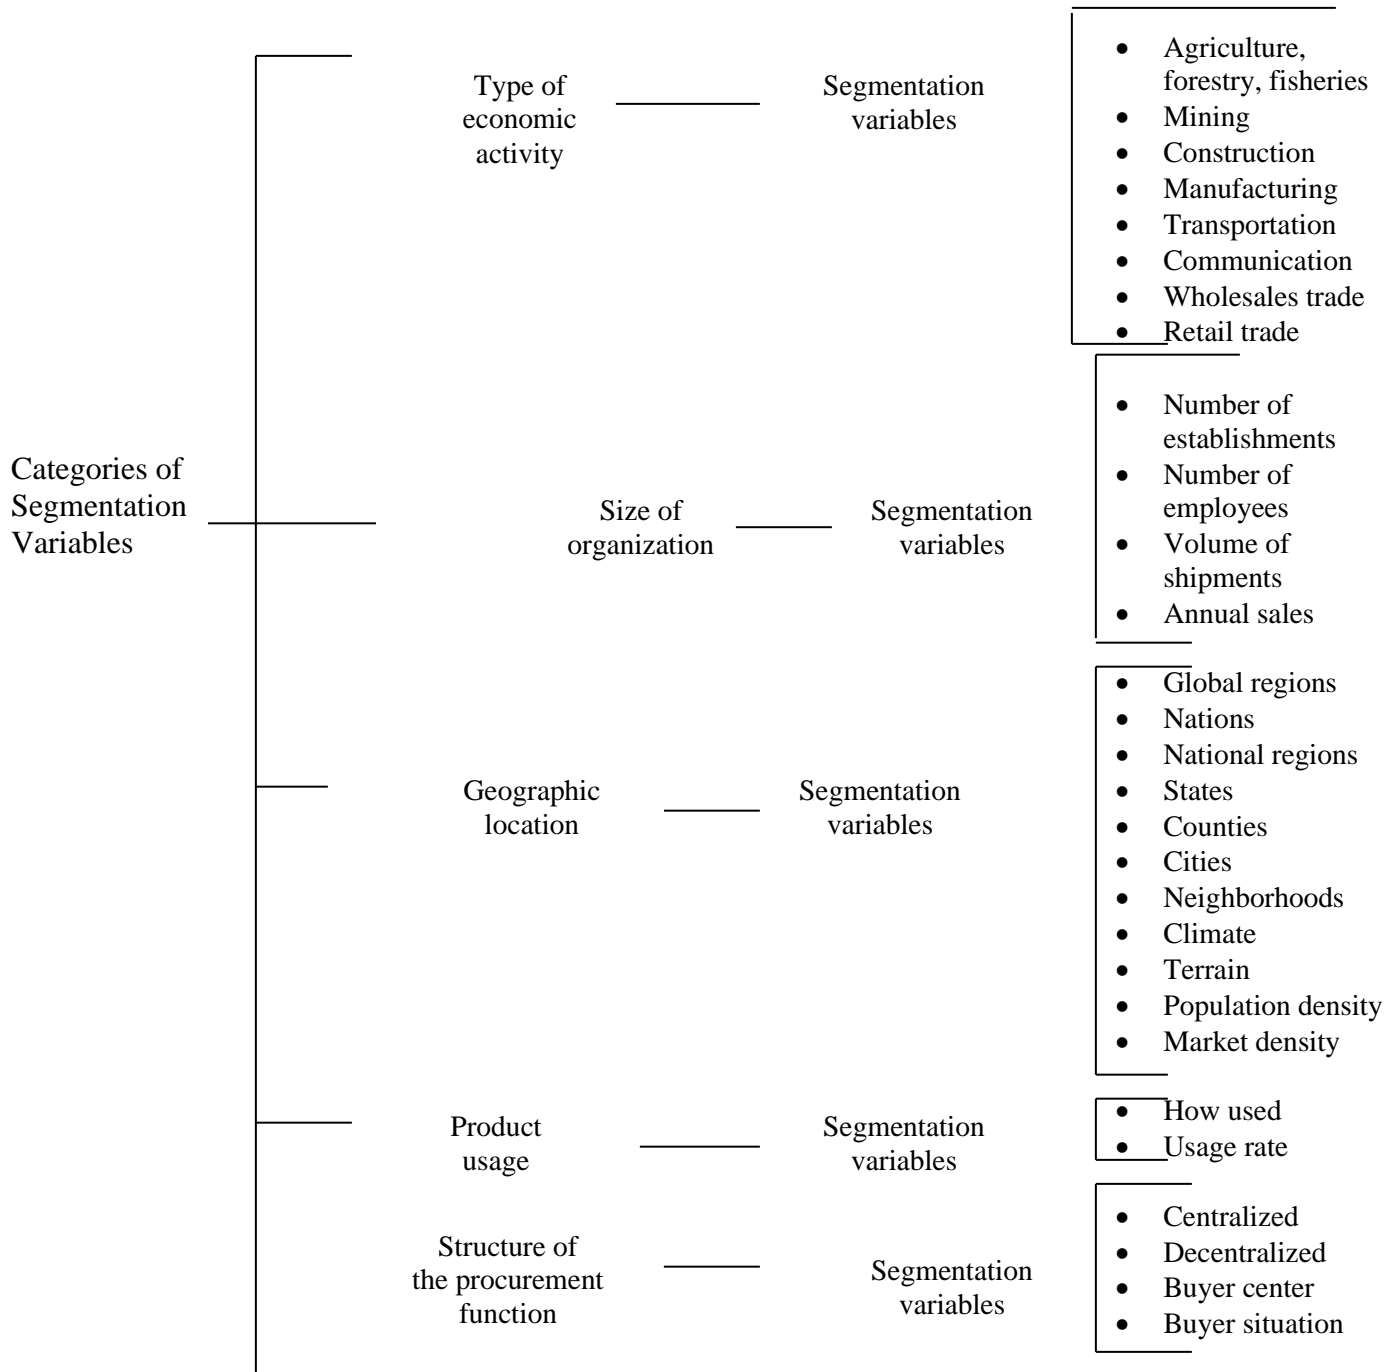 Type of
economic
activity
Segmentation
variables
• Agriculture,
forestry, fisheries
• Mining
• Construction
• Manufacturing
• Transportation
• Communication
• Wholesales trade
• Retail trade
Categories of
Segmentation
Variables
Size of
organization
Segmentation
variables
• Number of
establishments
• Number of
employees
• Volume of
shipments
• Annual sales
Geographic
location
Segmentation
variables
• Global regions
• Nations
• National regions
• States
• Counties
• Cities
• Neighborhoods
• Climate
• Terrain
• Population density
• Market density
Product
usage
Segmentation
variables
• How used
• Usage rate
Structure of
the procurement
function
Segmentation
variables
• Centralized
• Decentralized
• Buyer center
• Buyer situation